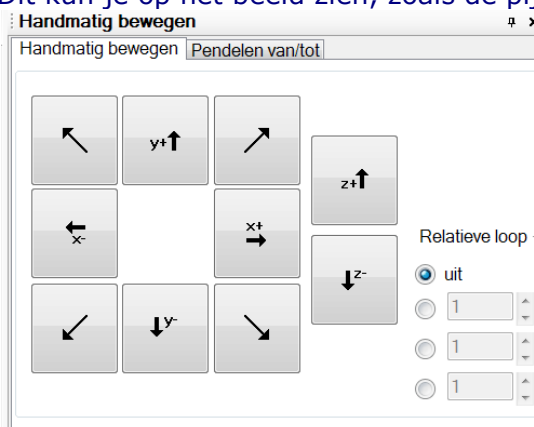 Dit kan je op het beeld zien, zoals de pij
Handmatig bewegen
Handmatig bewegen Pendelen van/tot
y+
z+
x-
x+
Relatieve loop
z-
uit
1
y-
1
1